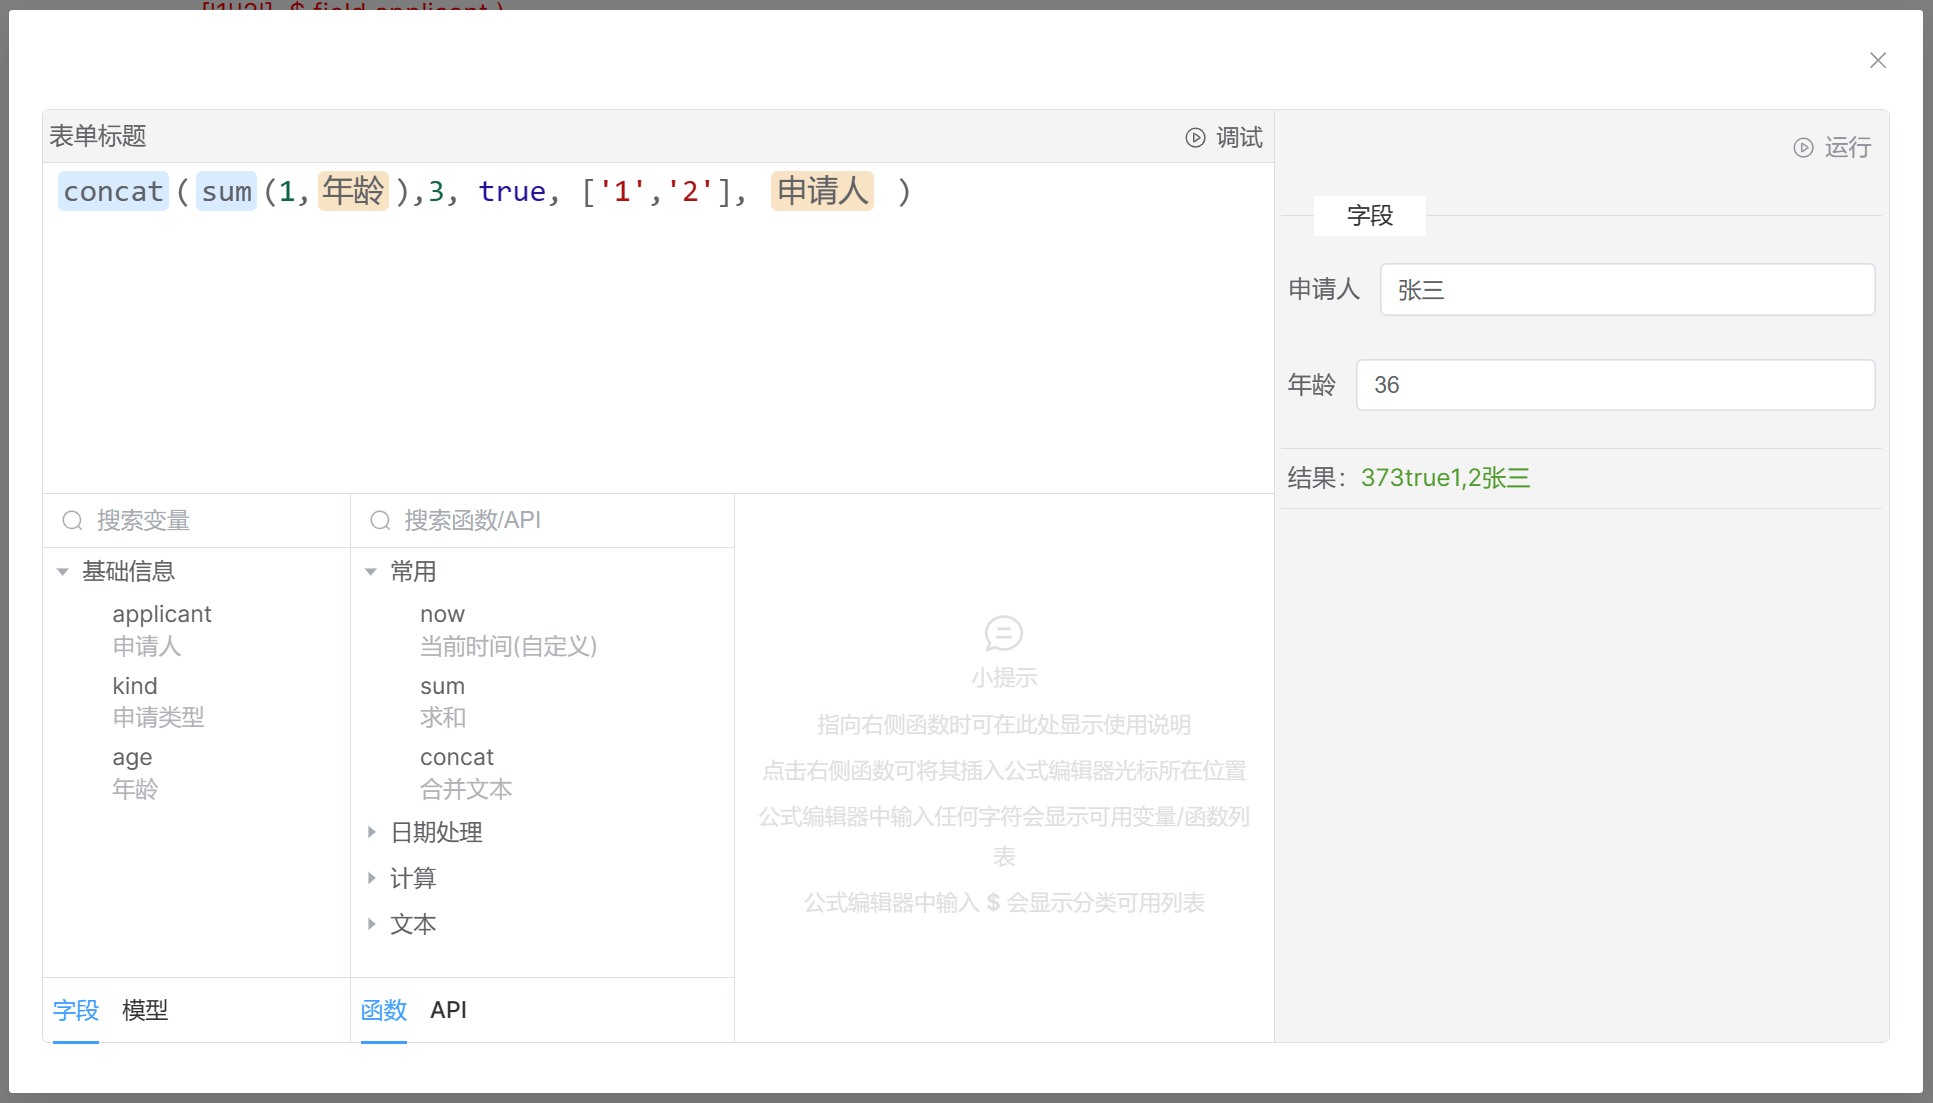 表单标题
调试
concat(sum(1,年龄),3, true, ['1','2'], 申请人 )
搜索变量
基础信息
applicant
申请人
kind
申请类型
age
年龄
字段 模型
搜索函数/API
常用
now
当前时间(自定义)
sum
求和
concat
合并文本
日期处理
计算
文本
函数 API
小提示
指向右侧函数时可在此处显示使用说明
点击右侧函数可将其插入公式编辑器光标所在位置
公式编辑器中输入任何字符会显示可用变量/函数列
表
公式编辑器中输入 $ 会显示分类可用列表
运行
字段
申请人 张三
年龄 36
结果：373true1,2张三